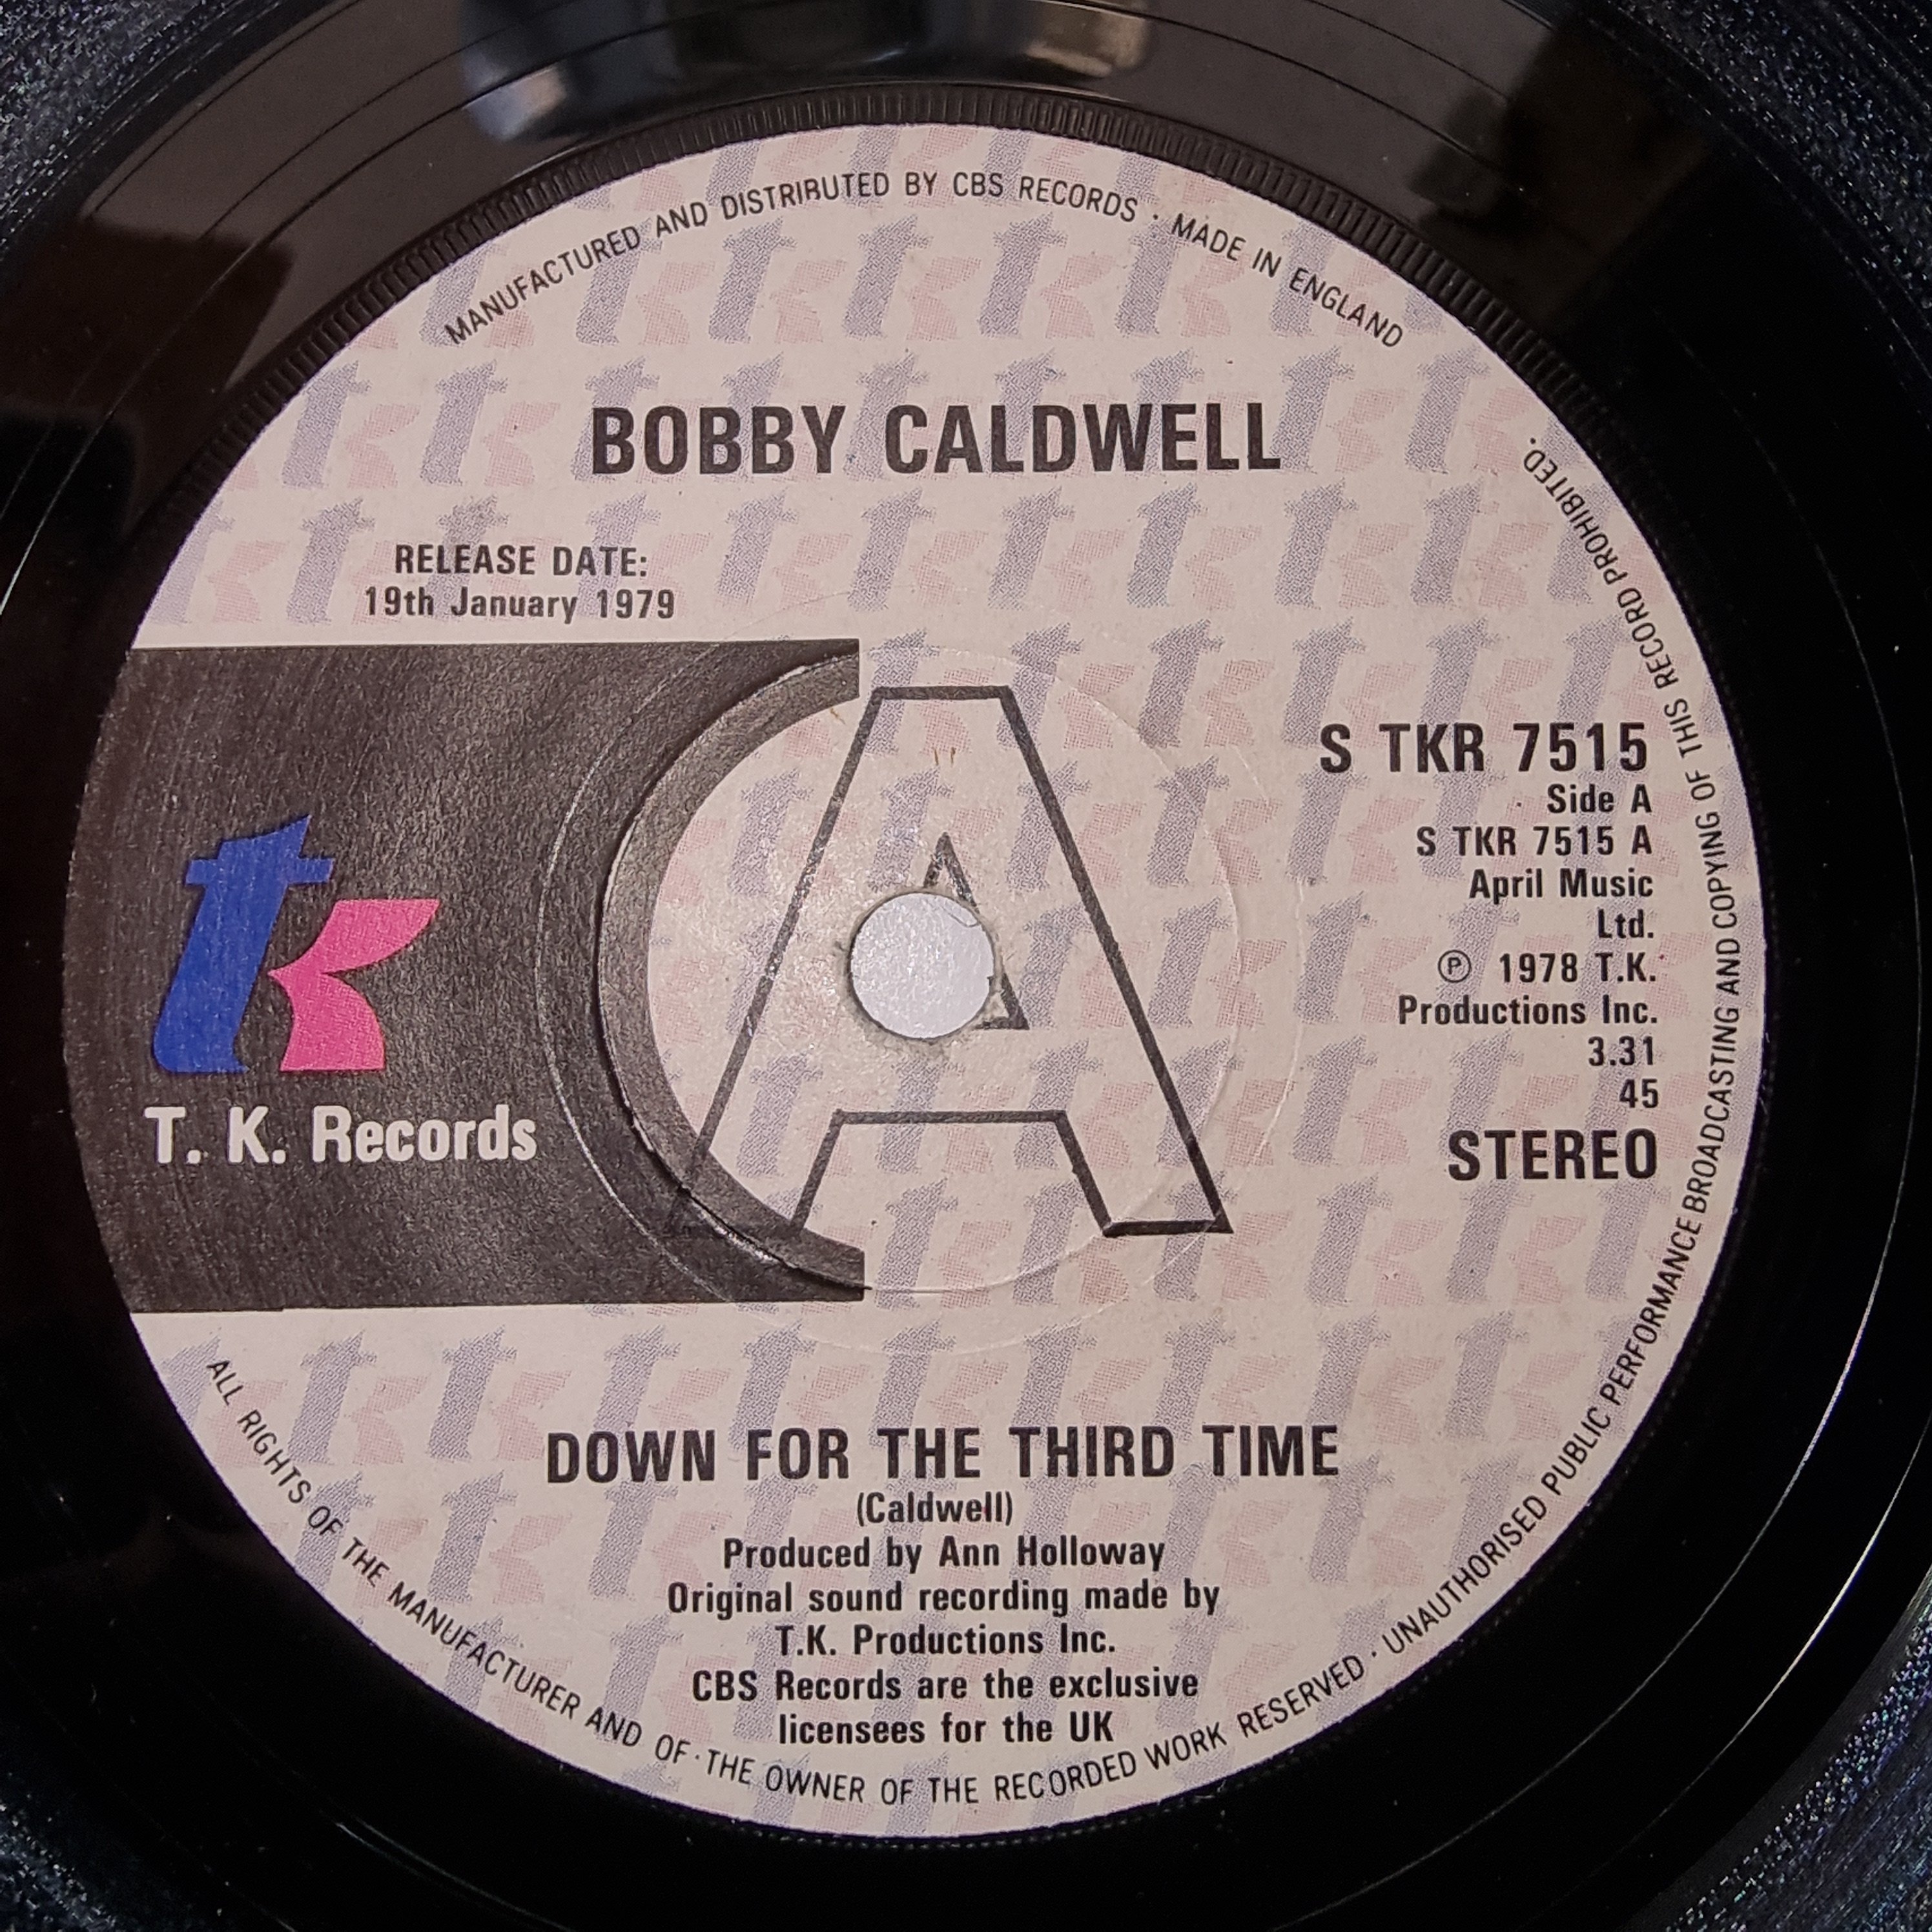 MANUFACTURED AND DISTRIBUTED BY CBS RECORDS · MADE IN ENGLAND
BOBBY CALDWELL
RELEASE DATE:
19th January 1979
A
S TKR 7515
Side A
S TKR 7515 A
April Music
Ltd.
℗ 1978 T.K.
Productions Inc.
3.31
45
STEREO
tk
T. K. Records
DOWN FOR THE THIRD TIME
(Caldwell)
Produced by Ann Holloway
Original sound recording made by
T.K. Productions Inc.
CBS Records are the exclusive
licensees for the UK
ALL RIGHTS OF THE MANUFACTURER AND OF · THE OWNER OF THE RECORDED WORK RESERVED · UNAUTHORISED PUBLIC PERFORMANCE BROADCASTING AND COPYING OF THIS RECORD PROHIBITED.